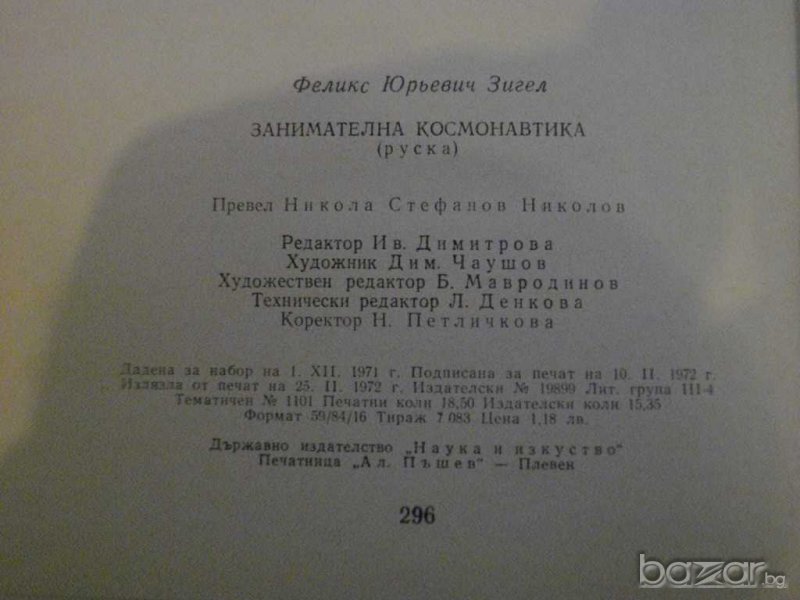 Феликс Юрьевич Зигел
ЗАНИМАТЕЛНА КОСМОНАВТИКА
(руска)
Превел Никола Стефанов Николов
Редактор Ив. Димитрова
Художник Дим. Чаушов
Художествен редактор Б. Мавродинов
Технически редактор Л. Денкова
Коректор Н. Петличкова
Дадена за набор на 1. XII. 1971 г. Подписана за печат на 10. II. 1972 г.
Излязла от печат на 25. II. 1972 г. Издателски № 19899 Лит. група III-4
Тематичен № 1101 Печатни коли 18,50 Издателски коли 15,35
Формат 59/84/16 Тираж 7 083 Цена 1,18 лв.
Държавно издателство „Наука и изкуство"
Печатница „Ал. Пъшев" — Плевен
296
bazar.bg